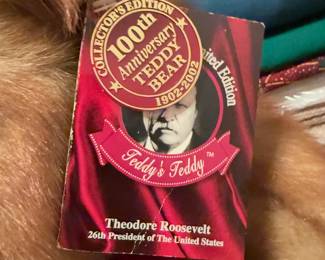 COLLECTOR'S EDITION
100th
Anniversary
TEDDY
BEAR
1902-2002
Limited Edition
Teddy's Teddy™
Theodore Roosevelt
26th President of The United States